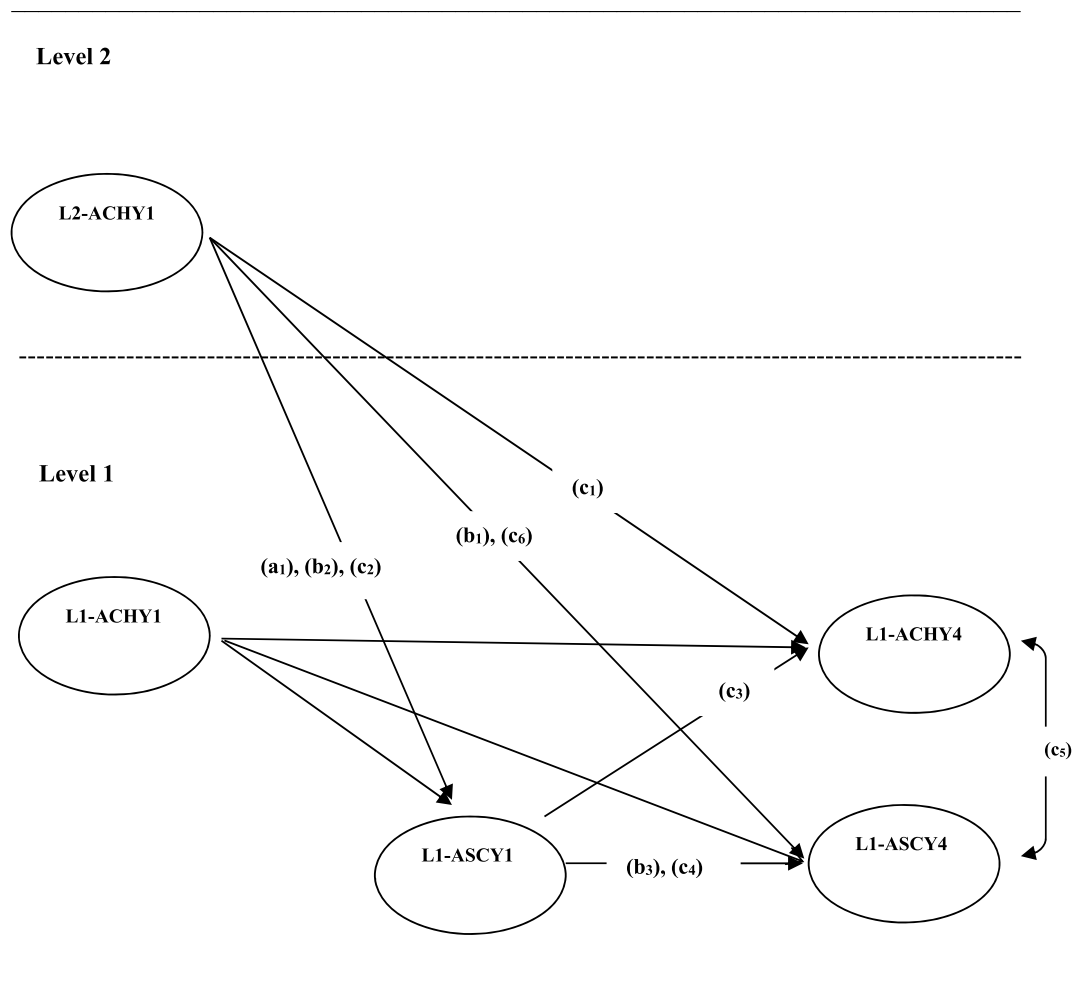 Level 2
L2-ACHY1
Level 1
(c₁)
(b₁), (c₆)
(a₁), (b₂), (c₂)
L1-ACHY1
L1-ACHY4
(c₃)
(c₅)
L1-ASCY1
L1-ASCY4
(b₃), (c₄)